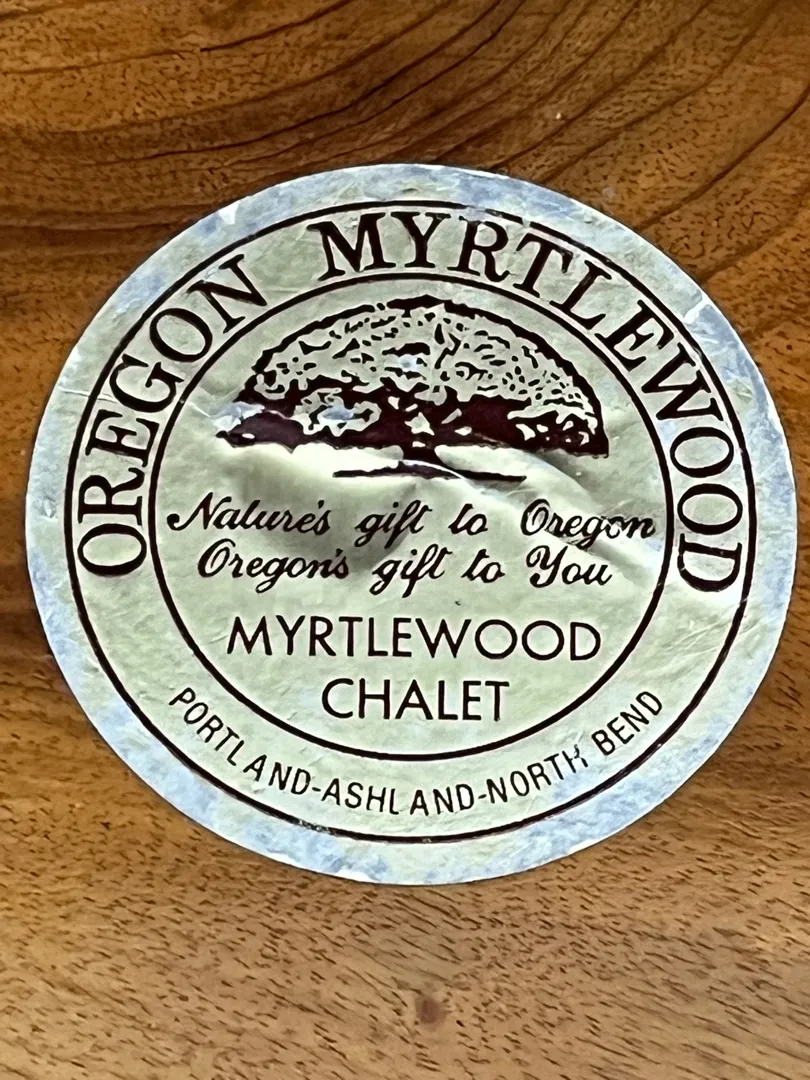 OREGON MYRTLEWOOD
Nature's gift to Oregon
Oregon's gift to You
MYRTLEWOOD
CHALET
PORTLAND-ASHLAND-NORTH BEND